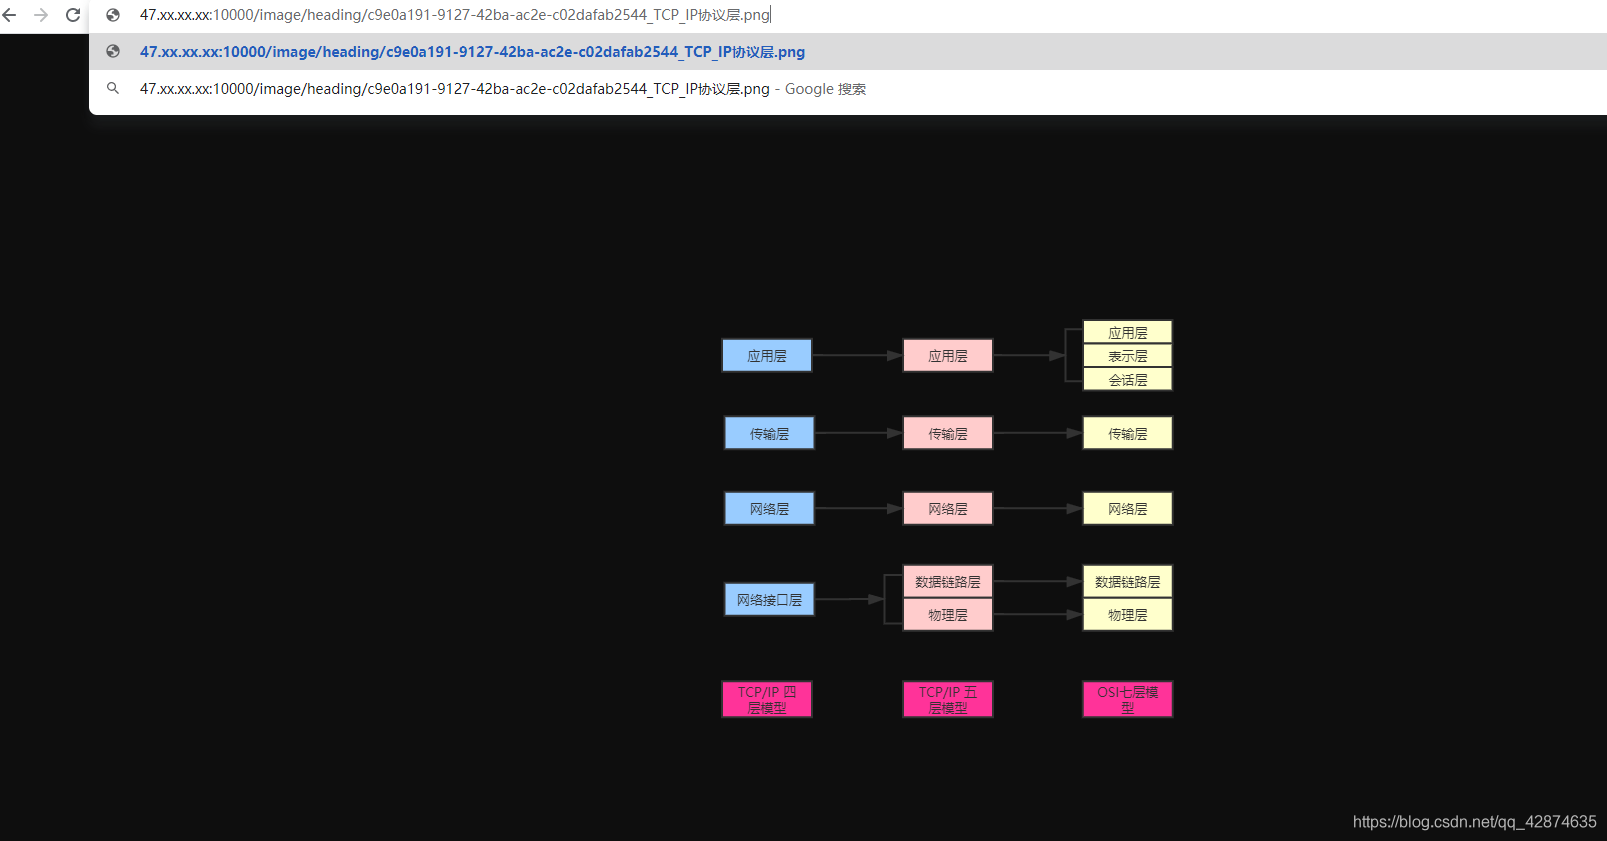 47.xx.xx.xx:10000/image/heading/c9e0a191-9127-42ba-ac2e-c02dafab2544_TCP_IP协议层.png
47.xx.xx.xx:10000/image/heading/c9e0a191-9127-42ba-ac2e-c02dafab2544_TCP_IP协议层.png
47.xx.xx.xx:10000/image/heading/c9e0a191-9127-42ba-ac2e-c02dafab2544_TCP_IP协议层.png - Google 搜索
应用层
应用层
应用层
表示层
会话层
传输层
传输层
传输层
网络层
网络层
网络层
网络接口层
数据链路层
物理层
数据链路层
物理层
TCP/IP 四
层模型
TCP/IP 五
层模型
OSI七层模
型
https://blog.csdn.net/qq_42874635